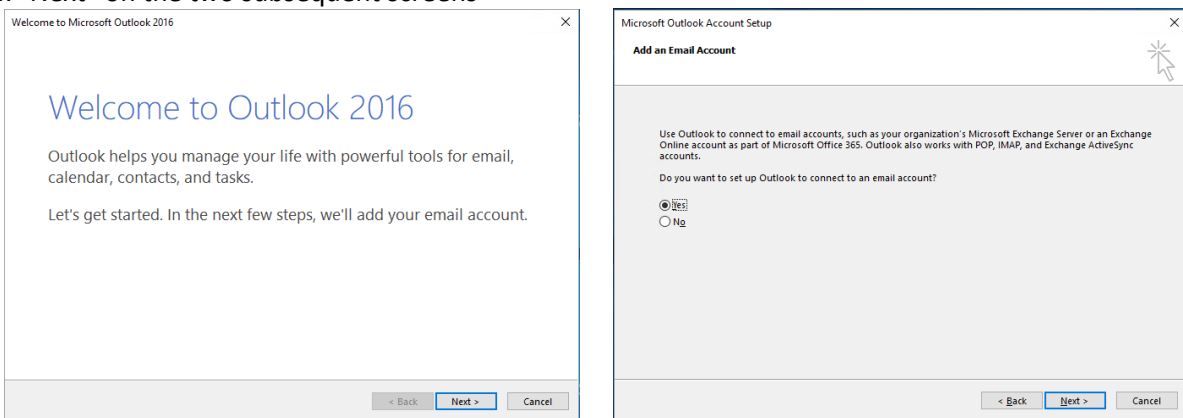 "Next" on the two subsequent screens
Welcome to Microsoft Outlook 2016
Welcome to Outlook 2016
Outlook helps you manage your life with powerful tools for email,
calendar, contacts, and tasks.
Let's get started. In the next few steps, we'll add your email account.
< Back Next > Cancel
Microsoft Outlook Account Setup
Add an Email Account
Use Outlook to connect to email accounts, such as your organization's Microsoft Exchange Server or an Exchange
Online account as part of Microsoft Office 365. Outlook also works with POP, IMAP, and Exchange ActiveSync
accounts.
Do you want to set up Outlook to connect to an email account?
Yes
No
< Back Next > Cancel